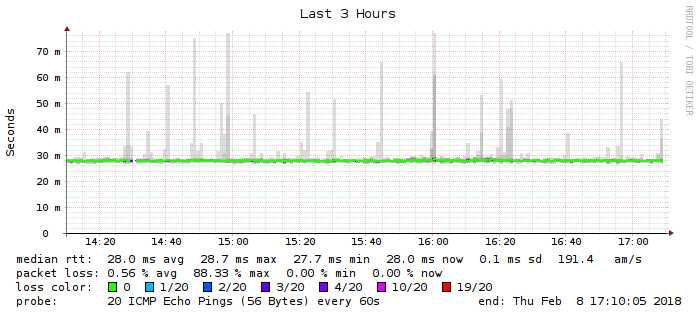 Last 3 Hours
RRDTOOL / TOBI OETIKER
Seconds
70 m
60 m
50 m
40 m
30 m
20 m
10 m
0
14:20 14:40 15:00 15:20 15:40 16:00 16:20 16:40 17:00
median rtt: 28.0 ms avg 28.7 ms max 27.7 ms min 28.0 ms now 0.1 ms sd 191.4 am/s
packet loss: 0.56 % avg 88.33 % max 0.00 % min 0.00 % now
loss color: 0 1/20 2/20 3/20 4/20 10/20 19/20
probe: 20 ICMP Echo Pings (56 Bytes) every 60s end: Thu Feb 8 17:10:05 2018